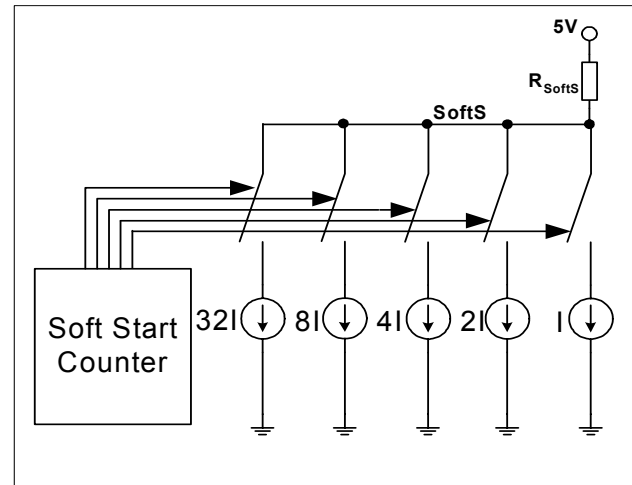 5V
RSoftS
SoftS
Soft Start
Counter
32I
8I
4I
2I
I